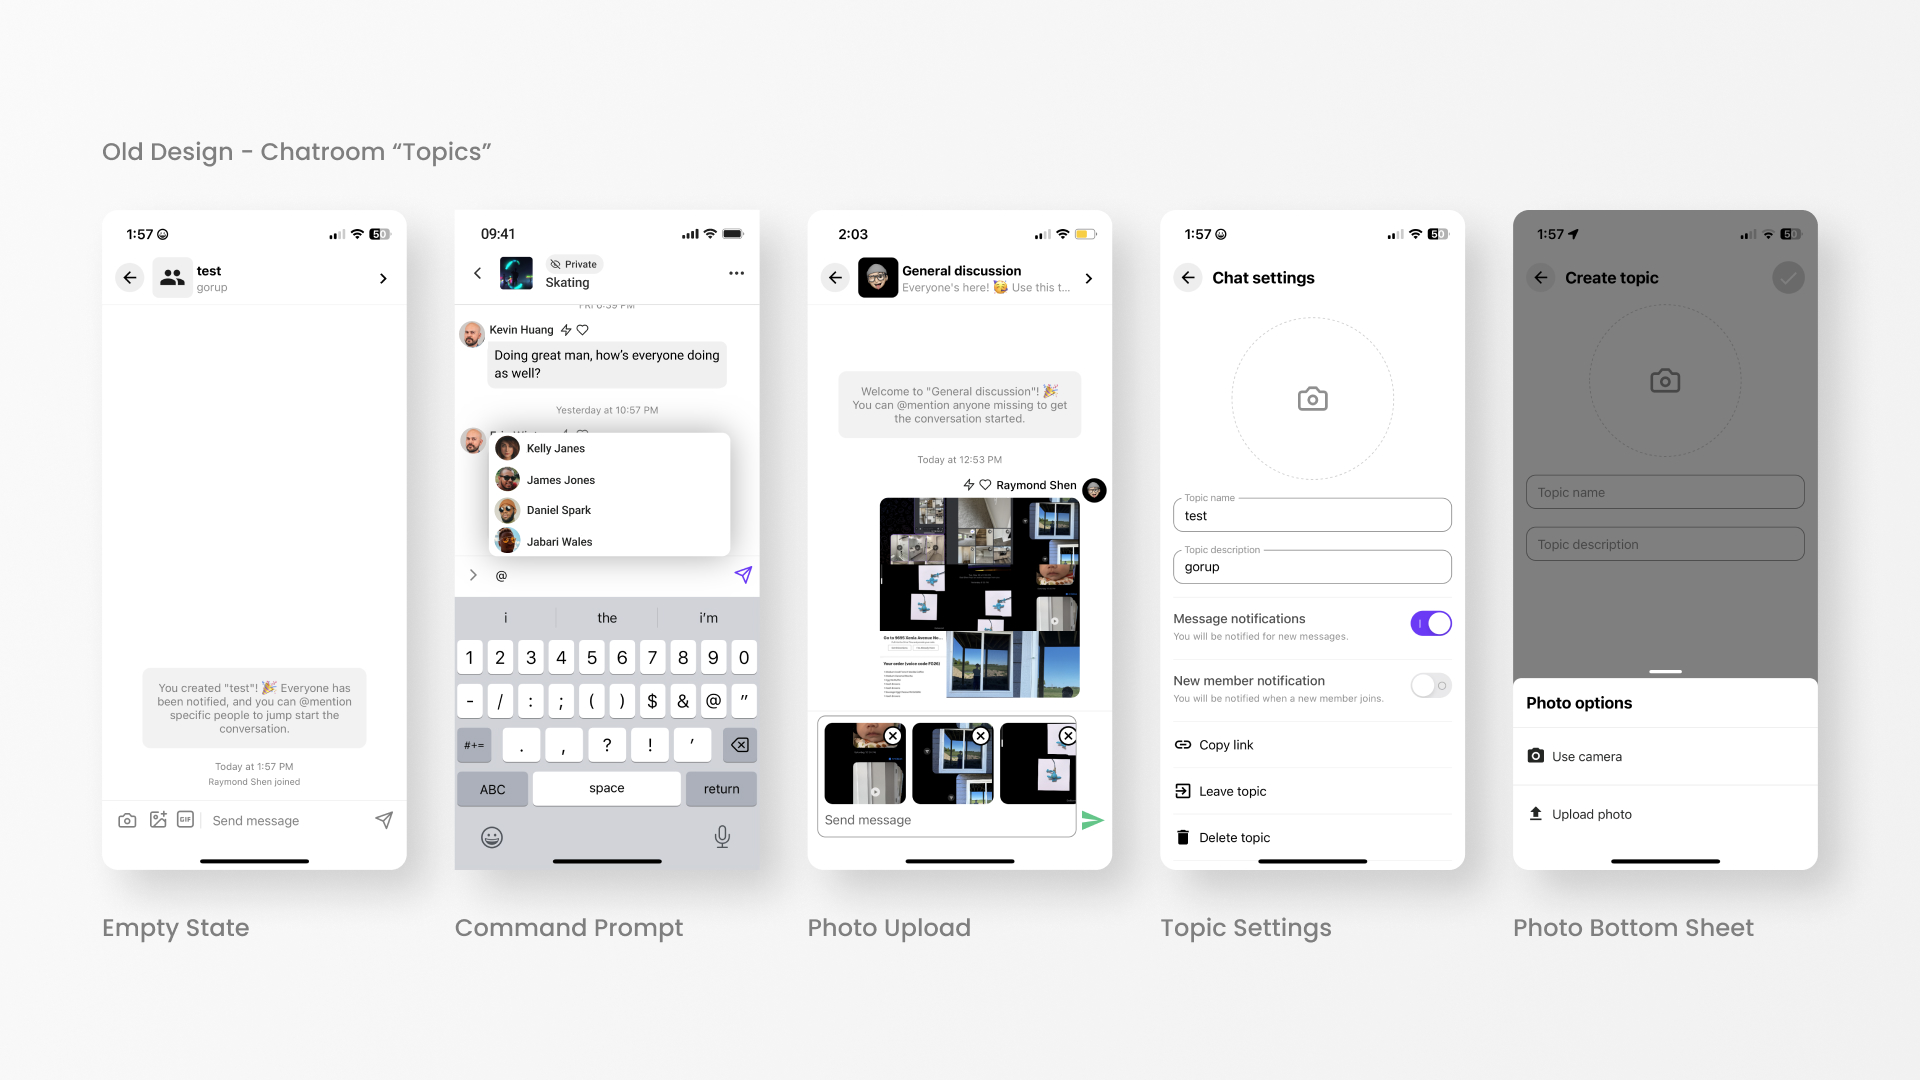 Old Design - Chatroom “Topics”
1:57
50
test
gorup
You created "test"! 🎉 Everyone has
been notified, and you can @mention
specific people to jump start the
conversation.
Today at 1:57 PM
Raymond Shen joined
GIF
Send message
Empty State
09:41
Private
Skating
Fri 6:59 PM
Kevin Huang
Doing great man, how’s everyone doing
as well?
Yesterday at 10:57 PM
Kelly Janes
James Jones
Daniel Spark
Jabari Wales
@
i the i’m
1 2 3 4 5 6 7 8 9 0
- / : ; ( ) $ & @ ”
#+= . , ? ! ’
ABC space return
Command Prompt
2:03
General discussion
Everyone's here! 🥳 Use this t...
Welcome to "General discussion"! 🎉
You can @mention anyone missing to get
the conversation started.
Today at 12:53 PM
Raymond Shen
Send message
Photo Upload
1:57
50
Chat settings
Topic name
test
Topic description
gorup
Message notifications
You will be notified for new messages.
New member notification
You will be notified when a new member joins.
Copy link
Leave topic
Delete topic
Topic Settings
1:57
50
Create topic
Topic name
Topic description
Photo options
Use camera
Upload photo
Photo Bottom Sheet